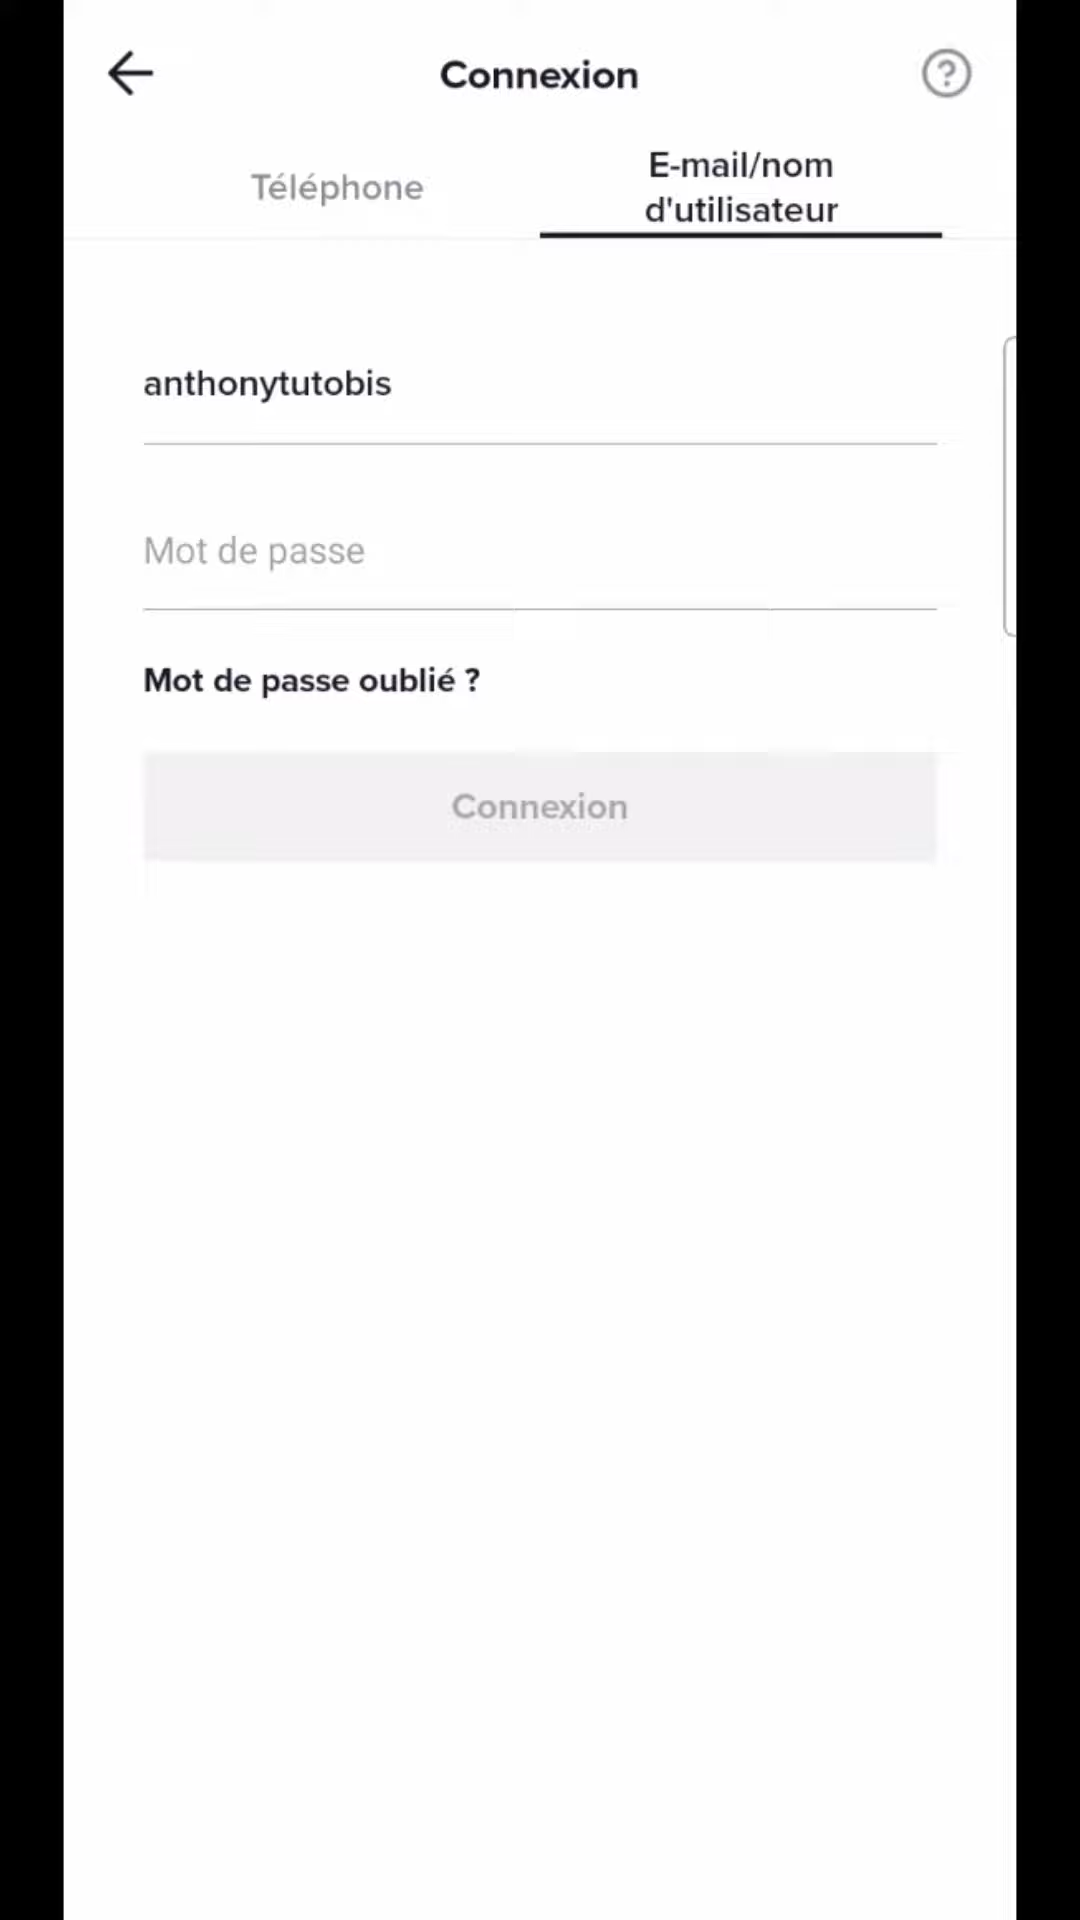 Connexion
?
Téléphone
E-mail/nom
d'utilisateur
anthonytutobis
Mot de passe
Mot de passe oublié ?
Connexion